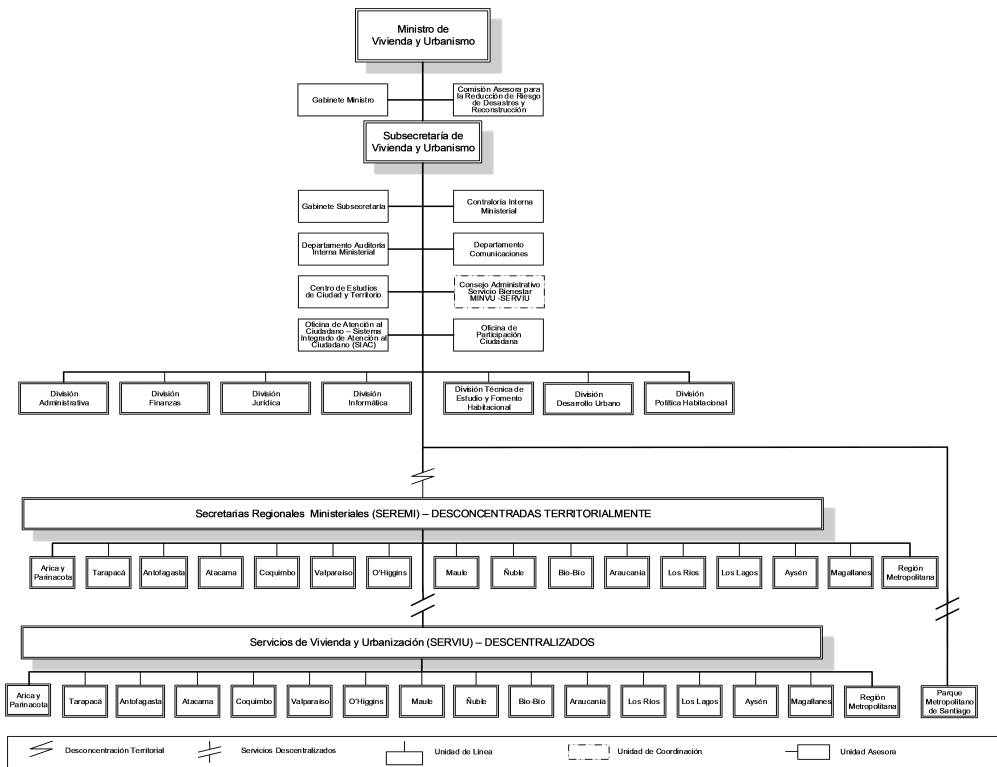 Ministro de
Vivienda y Urbanismo
Gabinete Ministro
Comisión Asesora para
la Reducción de Riesgo
de Desastres y
Reconstrucción
Subsecretaría de
Vivienda y Urbanismo
Gabinete Subsecretaría
Contraloría Interna
Ministerial
Departamento Auditoría
Interna Ministerial
Departamento
Comunicaciones
Centro de Estudios
de Ciudad y Territorio
Consejo Administrativo
Servicio Bienestar
MINVU -SERVIU
Oficina de Atención al
Ciudadano – Sistema
Integrado de Atención al
Ciudadano (SIAC)
Oficina de
Participación
Ciudadana
División
Administrativa
División
Finanzas
División
Jurídica
División
Informática
División Técnica de
Estudio y Fomento
Habitacional
División
Desarrollo Urbano
División
Política Habitacional
Secretarias Regionales Ministeriales (SEREMI) – DESCONCENTRADAS TERRITORIALMENTE
Arica y
Parinacota
Tarapacá
Antofagasta
Atacama
Coquimbo
Valparaíso
O'Higgins
Maule
Ñuble
Bio-Bío
Araucanía
Los Ríos
Los Lagos
Aysén
Magallanes
Región
Metropolitana
Servicios de Vivienda y Urbanización (SERVIU) – DESCENTRALIZADOS
Arica y
Parinacota
Tarapacá
Antofagasta
Atacama
Coquimbo
Valparaíso
O'Higgins
Maule
Ñuble
Bio-Bío
Araucanía
Los Ríos
Los Lagos
Aysén
Magallanes
Región
Metropolitana
Parque
Metropolitano
de Santiago
Desconcentración Territorial
Servicios Descentralizados
Unidad de Línea
Unidad de Coordinación
Unidad Asesora